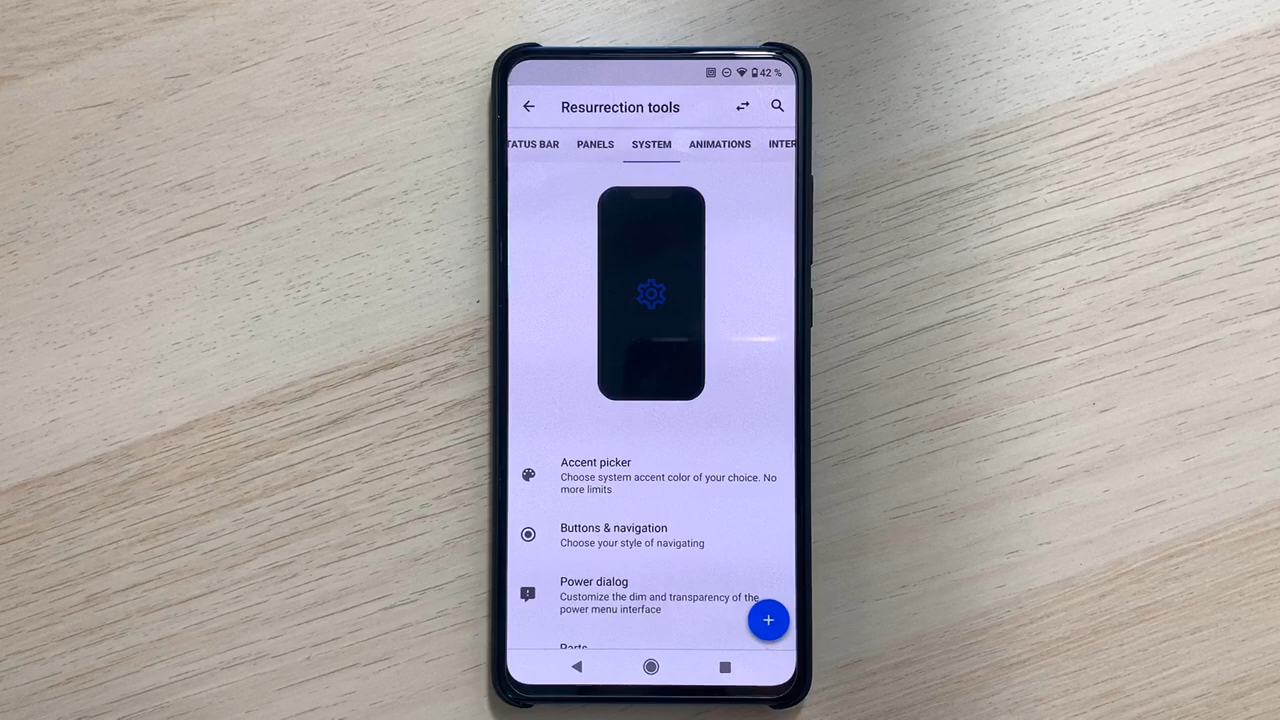 42 %
Resurrection tools
TATUS BAR PANELS SYSTEM ANIMATIONS INTER
Accent picker
Choose system accent color of your choice. No
more limits
Buttons & navigation
Choose your style of navigating
Power dialog
Customize the dim and transparency of the
power menu interface
Parts